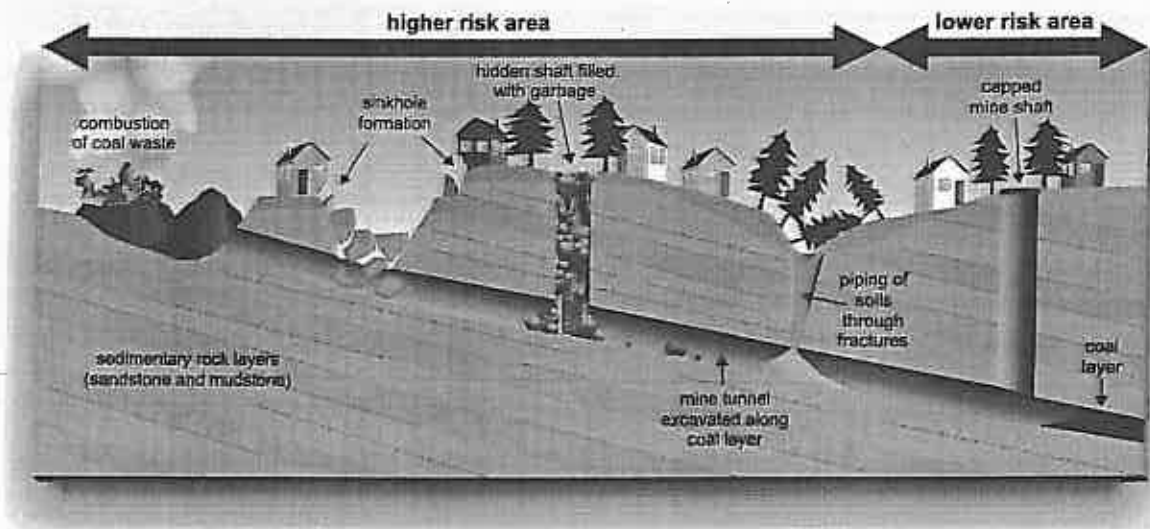 higher risk area
lower risk area
hidden shaft filled
with garbage
capped
mine shaft
sinkhole
formation
combustion
of coal waste
piping of
soils
through
fractures
coal
layer
sedimentary rock layers
(sandstone and mudstone)
mine tunnel
excavated along
coal layer